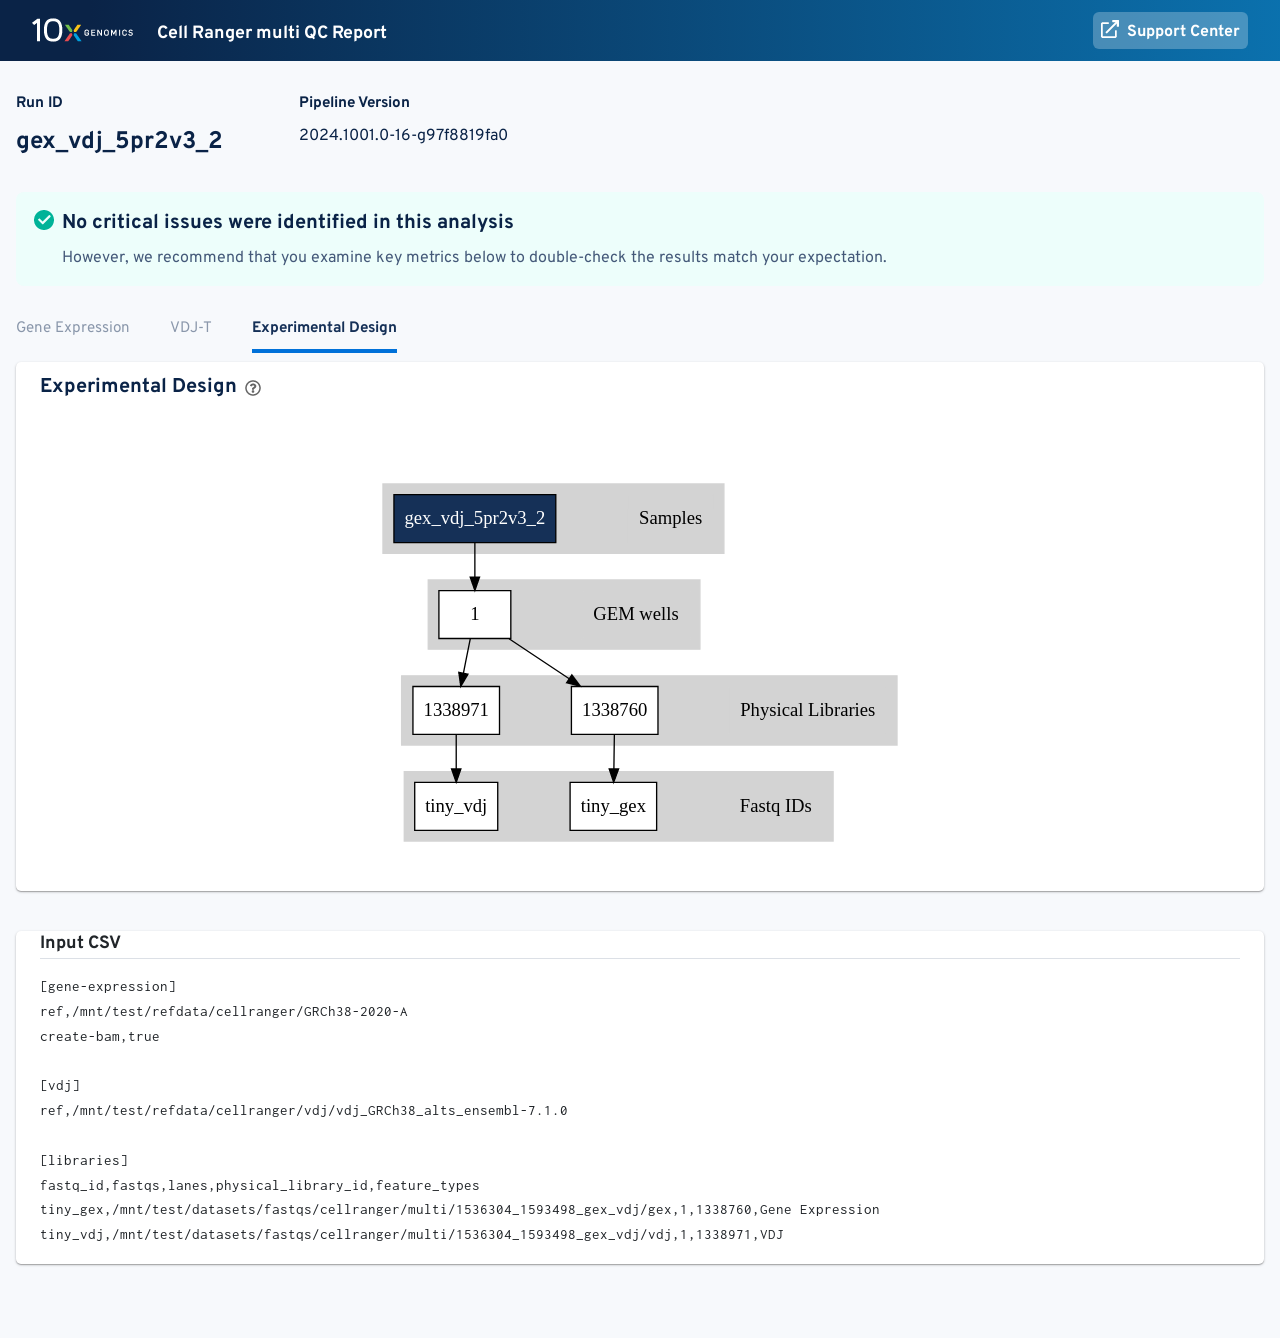 10x GENOMICS Cell Ranger multi QC Report Support Center
Run ID Pipeline Version
gex_vdj_5pr2v3_2 2024.1001.0-16-g97f8819fa0
No critical issues were identified in this analysis
However, we recommend that you examine key metrics below to double-check the results match your expectation.
Gene Expression VDJ-T Experimental Design
Experimental Design ?
gex_vdj_5pr2v3_2 Samples
1 GEM wells
1338971 1338760 Physical Libraries
tiny_vdj tiny_gex Fastq IDs
Input CSV
[gene-expression]
ref,/mnt/test/refdata/cellranger/GRCh38-2020-A
create-bam,true
[vdj]
ref,/mnt/test/refdata/cellranger/vdj/vdj_GRCh38_alts_ensembl-7.1.0
[libraries]
fastq_id,fastqs,lanes,physical_library_id,feature_types
tiny_gex,/mnt/test/datasets/fastqs/cellranger/multi/1536304_1593498_gex_vdj/gex,1,1338760,Gene Expression
tiny_vdj,/mnt/test/datasets/fastqs/cellranger/multi/1536304_1593498_gex_vdj/vdj,1,1338971,VDJ